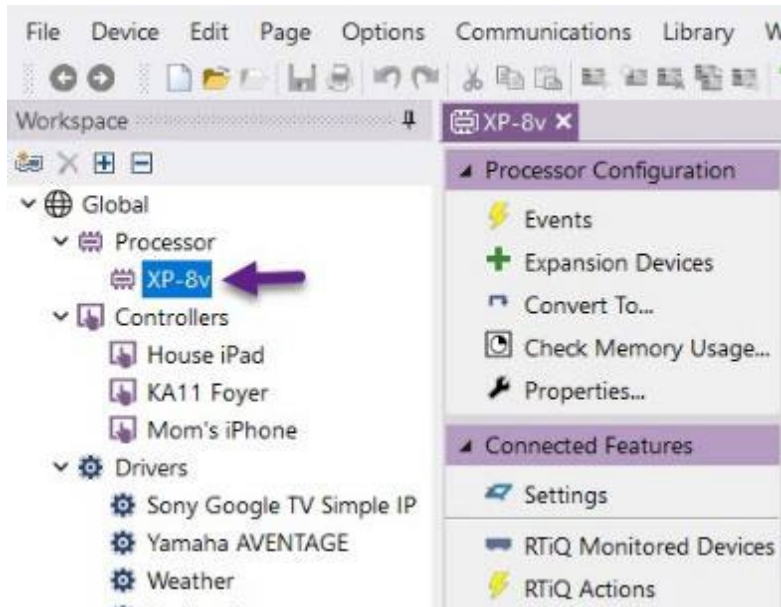 File Device Edit Page Options Communications Library
Workspace
XP-8v
Processor Configuration
Global
Events
Processor
Expansion Devices
XP-8v
Convert To...
Controllers
Check Memory Usage...
House iPad
Properties...
KA11 Foyer
Mom's iPhone
Connected Features
Drivers
Settings
Sony Google TV Simple IP
RTiQ Monitored Devices
Yamaha AVENTAGE
Weather
RTiQ Actions